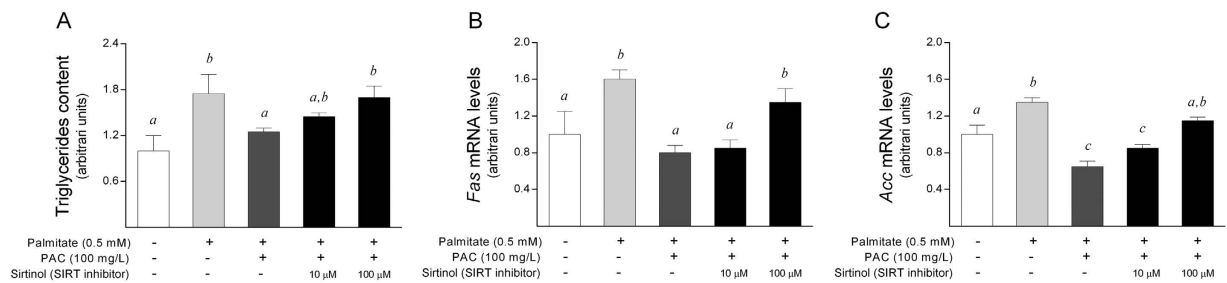 A
Triglycerides content
(arbitrari units)
2.4
1.8
1.2
0.6
a
b
a
a,b
b
Palmitate (0.5 mM) - + + + +
PAC (100 mg/L) - + + +
Sirtinol (SIRT inhibitor) 10 µM 100 µM
B
Fas mRNA levels
(arbitrari units)
2.0
1.6
1.2
0.8
0.4
a
b
a
a
b
Palmitate (0.5 mM) - + + + +
PAC (100 mg/L) + + +
Sirtinol (SIRT inhibitor) 10 µM 100 µM
C
Acc mRNA levels
(arbitrari units)
2.0
1.6
1.2
0.8
0.4
a
b
c
c
a,b
Palmitate (0.5 mM) - + + + +
PAC (100 mg/L) - + + +
Sirtinol (SIRT inhibitor) 10 µM 100 µM